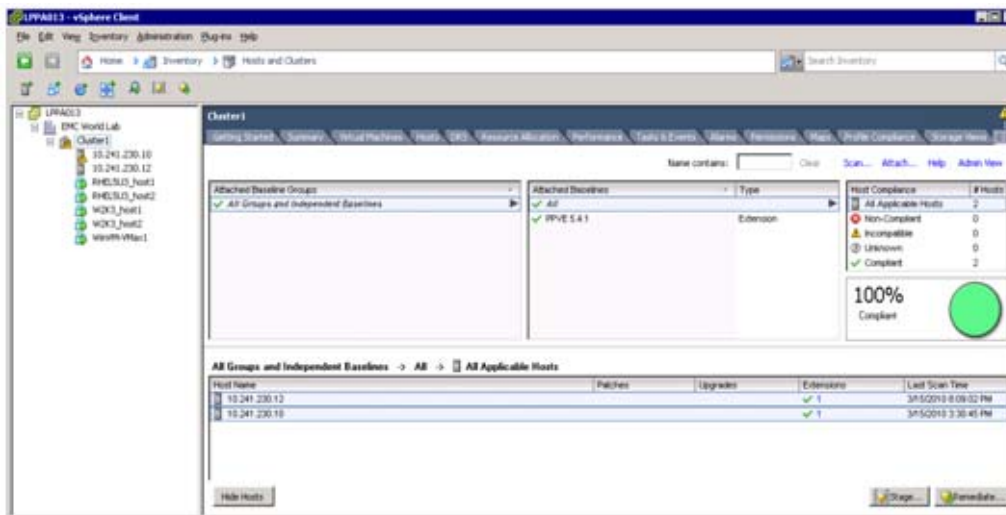 LPPA013 - vSphere Client
File Edit View Inventory Administration Plug-ins Help
Home Inventory Hosts and Clusters
Search Inventory
LPPA013
EMC World Lab
Cluster1
10.241.230.10
10.241.230.12
RHEL5U3_host1
RHEL5U3_host2
W2K3_host1
W2K3_host2
WinVM-VMax1
Cluster1
Getting Started Summary Virtual Machines Hosts DRS Resource Allocation Performance Tasks & Events Alarms Permissions Maps Profile Compliance Storage Views
Name contains: Clear Scan... Attach... Help Admin View
Attached Baseline Groups
All Groups and Independent Baselines
Attached Baselines Type
All
PPVE 5.4.1 Extension
Host Compliance # Hosts
All Applicable Hosts 2
Non-Compliant 0
Incompatible 0
Unknown 0
Compliant 2
100%
Compliant
All Groups and Independent Baselines -> All -> All Applicable Hosts
Host Name Patches Upgrades Extensions Last Scan Time
10.241.230.12 1 3/15/2010 8:09:02 PM
10.241.230.10 1 3/15/2010 3:30:45 PM
Hide Hosts Stage... Remediate...